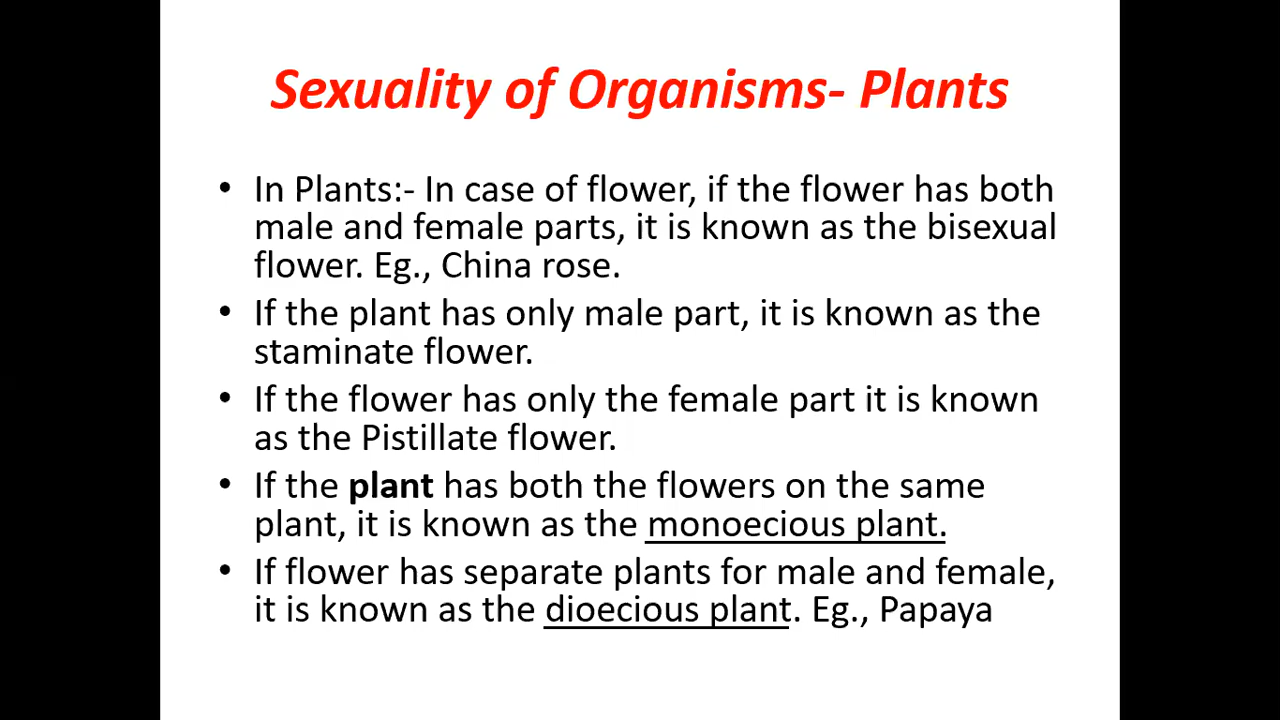 Sexuality of Organisms- Plants
• In Plants:- In case of flower, if the flower has both
male and female parts, it is known as the bisexual
flower. Eg., China rose.
• If the plant has only male part, it is known as the
staminate flower.
• If the flower has only the female part it is known
as the Pistillate flower.
• If the plant has both the flowers on the same
plant, it is known as the monoecious plant.
• If flower has separate plants for male and female,
it is known as the dioecious plant. Eg., Papaya